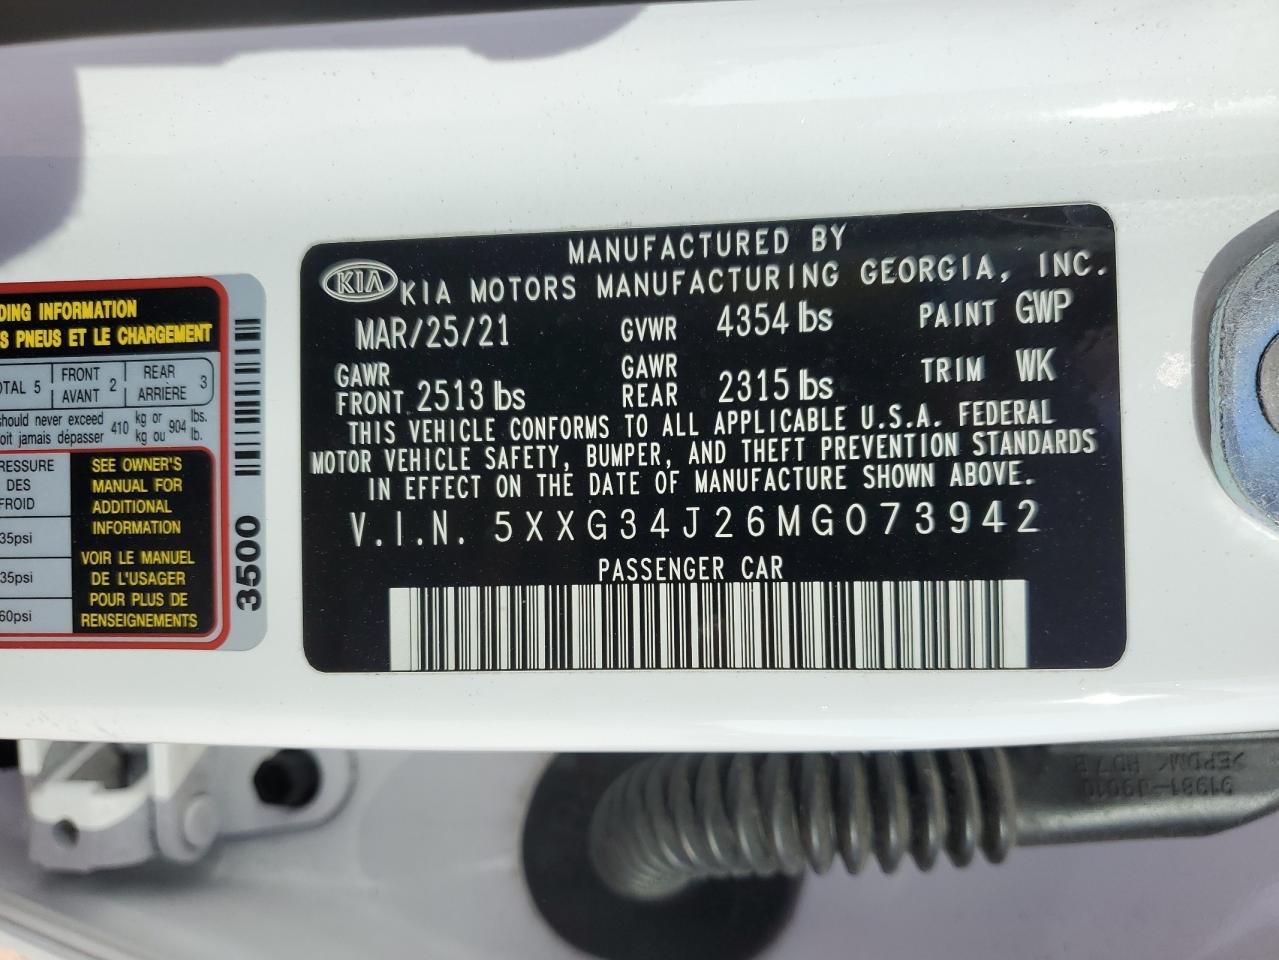 DING INFORMATION
S PNEUS ET LE CHARGEMENT
OTAL 5 FRONT AVANT 2 REAR ARRIÈRE 3
should never exceed 410 kg or 904 lbs.
oit jamais dépasser kg ou lb.
RESSURE
DES
FROID
35psi
35psi
60psi
SEE OWNER'S
MANUAL FOR
ADDITIONAL
INFORMATION
VOIR LE MANUEL
DE L'USAGER
POUR PLUS DE
RENSEIGNEMENTS
3500
MANUFACTURED BY
KIA KIA MOTORS MANUFACTURING GEORGIA, INC.
MAR/25/21 GVWR 4354 lbs PAINT GWP
GAWR FRONT 2513 lbs GAWR REAR 2315 lbs TRIM WK
THIS VEHICLE CONFORMS TO ALL APPLICABLE U.S.A. FEDERAL
MOTOR VEHICLE SAFETY, BUMPER, AND THEFT PREVENTION STANDARDS
IN EFFECT ON THE DATE OF MANUFACTURE SHOWN ABOVE.
V.I.N. 5XXG34J26MG073942
PASSENGER CAR
>EPDM<